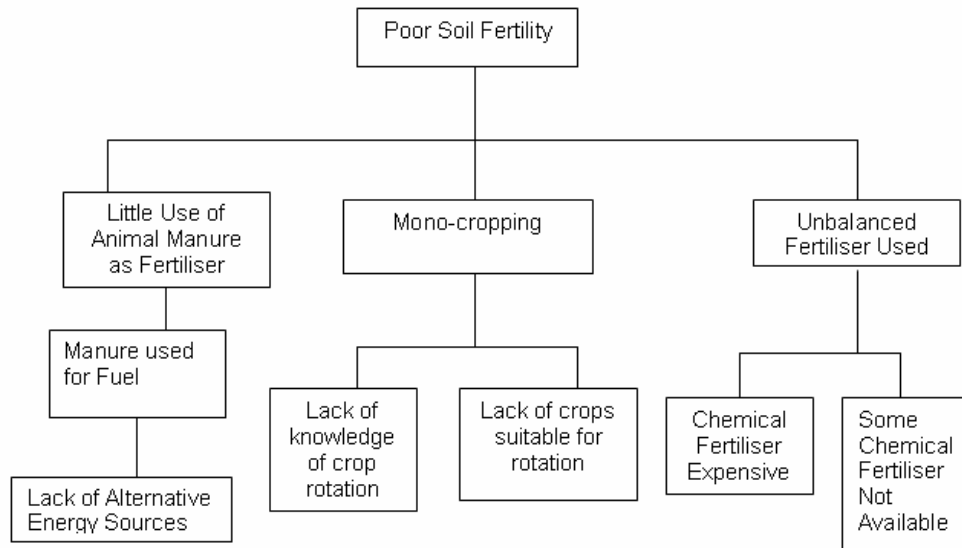 Poor Soil Fertility
Little Use of
Animal Manure
as Fertiliser
Mono-cropping
Unbalanced
Fertiliser Used
Manure used
for Fuel
Lack of
knowledge
of crop
rotation
Lack of crops
suitable for
rotation
Chemical
Fertiliser
Expensive
Some
Chemical
Fertiliser
Not
Available
Lack of Alternative
Energy Sources